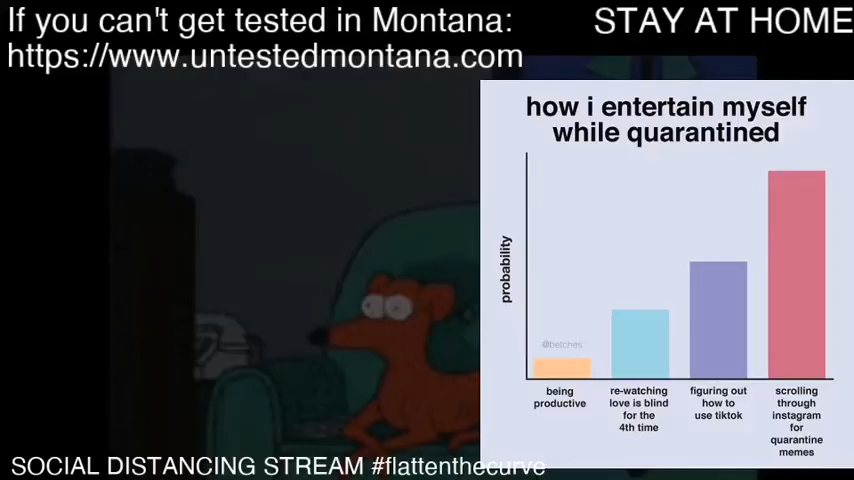 If you can't get tested in Montana:
https://www.untestedmontana.com
STAY AT HOME
how i entertain myself
while quarantined
probability
@betches
being
productive
re-watching
love is blind
for the
4th time
figuring out
how to
use tiktok
scrolling
through
instagram
for
quarantine
memes
SOCIAL DISTANCING STREAM #flattenthecurve